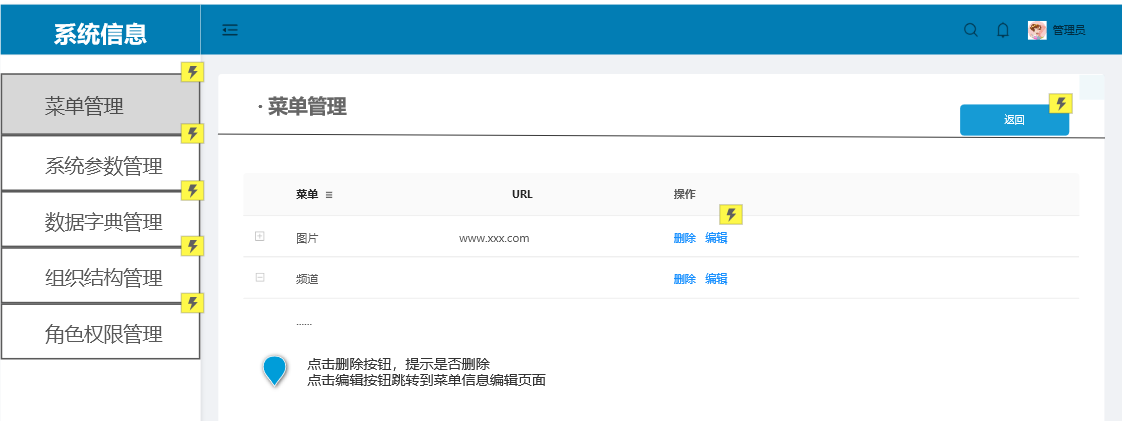 系统信息
管理员
菜单管理
系统参数管理
数据字典管理
组织结构管理
角色权限管理
· 菜单管理
返回
菜单 URL 操作
图片 www.xxx.com 删除 编辑
频道 删除 编辑
......
点击删除按钮，提示是否删除
点击编辑按钮跳转到菜单信息编辑页面